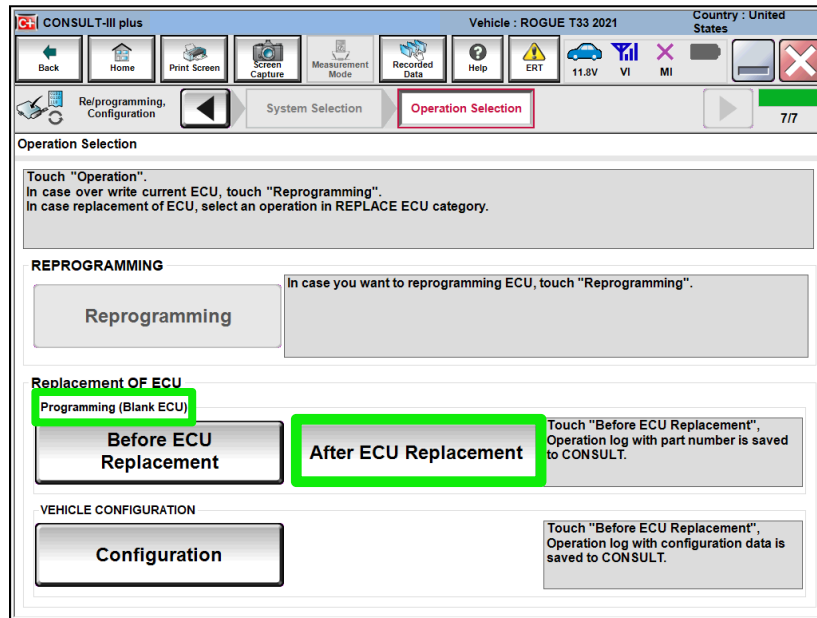 CONSULT-III plus
Vehicle : ROGUE T33 2021
Country : United
States
Back
Home
Print Screen
Screen
Capture
Measurement
Mode
Recorded
Data
Help
ERT
11.8V
VI
MI
Re/programming,
Configuration
System Selection
Operation Selection
7/7
Operation Selection
Touch "Operation".
In case over write current ECU, touch "Reprogramming".
In case replacement of ECU, select an operation in REPLACE ECU category.
REPROGRAMMING
Reprogramming
In case you want to reprogramming ECU, touch "Reprogramming".
Replacement OF ECU
Programming (Blank ECU)
Before ECU
Replacement
After ECU Replacement
Touch "Before ECU Replacement",
Operation log with part number is saved
to CONSULT.
VEHICLE CONFIGURATION
Configuration
Touch "Before ECU Replacement",
Operation log with configuration data is
saved to CONSULT.